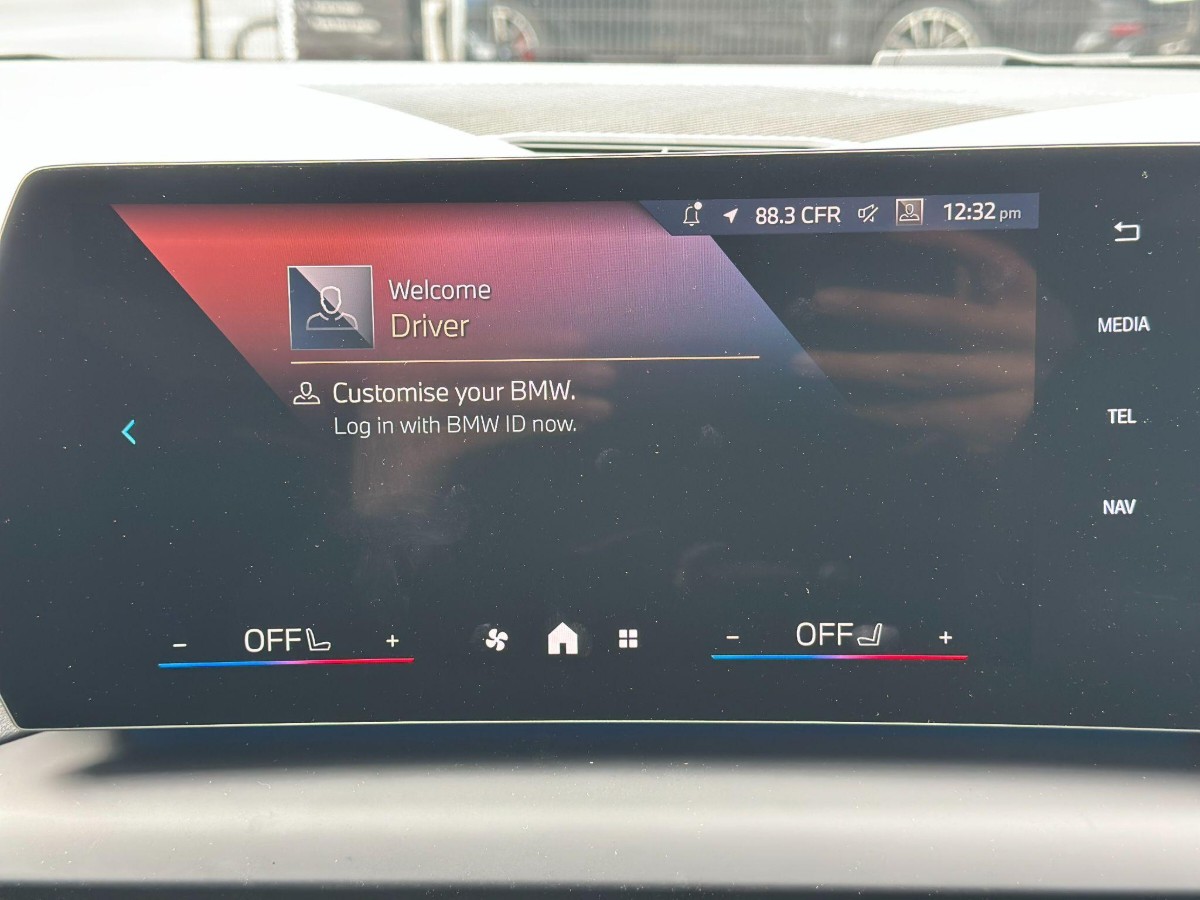 88.3 CFR 12:32 pm
Welcome
Driver
Customise your BMW.
Log in with BMW ID now.
MEDIA
TEL
NAV
- OFF +
- OFF +